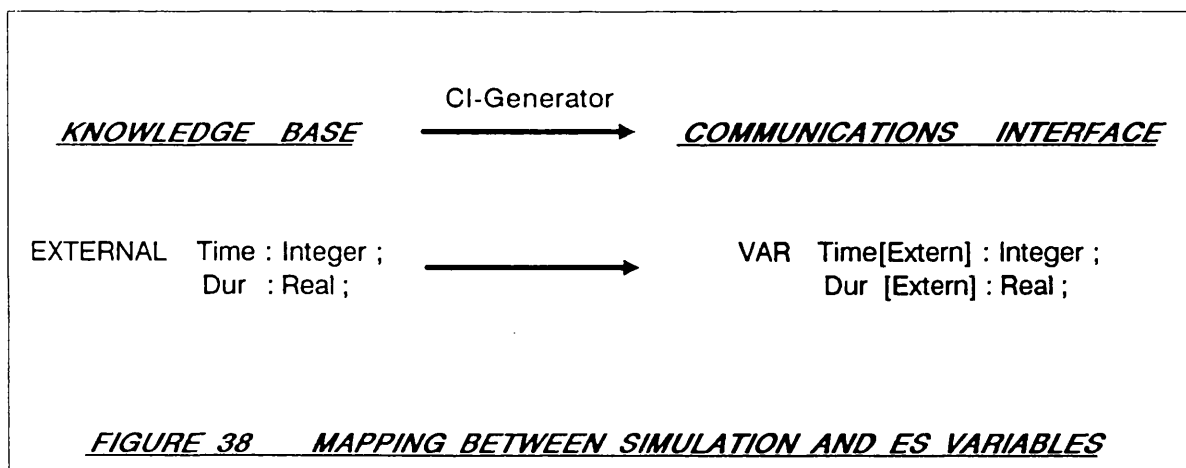 CI-Generator
KNOWLEDGE BASE COMMUNICATIONS INTERFACE
EXTERNAL Time : Integer ; VAR Time[Extern] : Integer ;
Dur : Real ; Dur [Extern] : Real ;
FIGURE 38 MAPPING BETWEEN SIMULATION AND ES VARIABLES